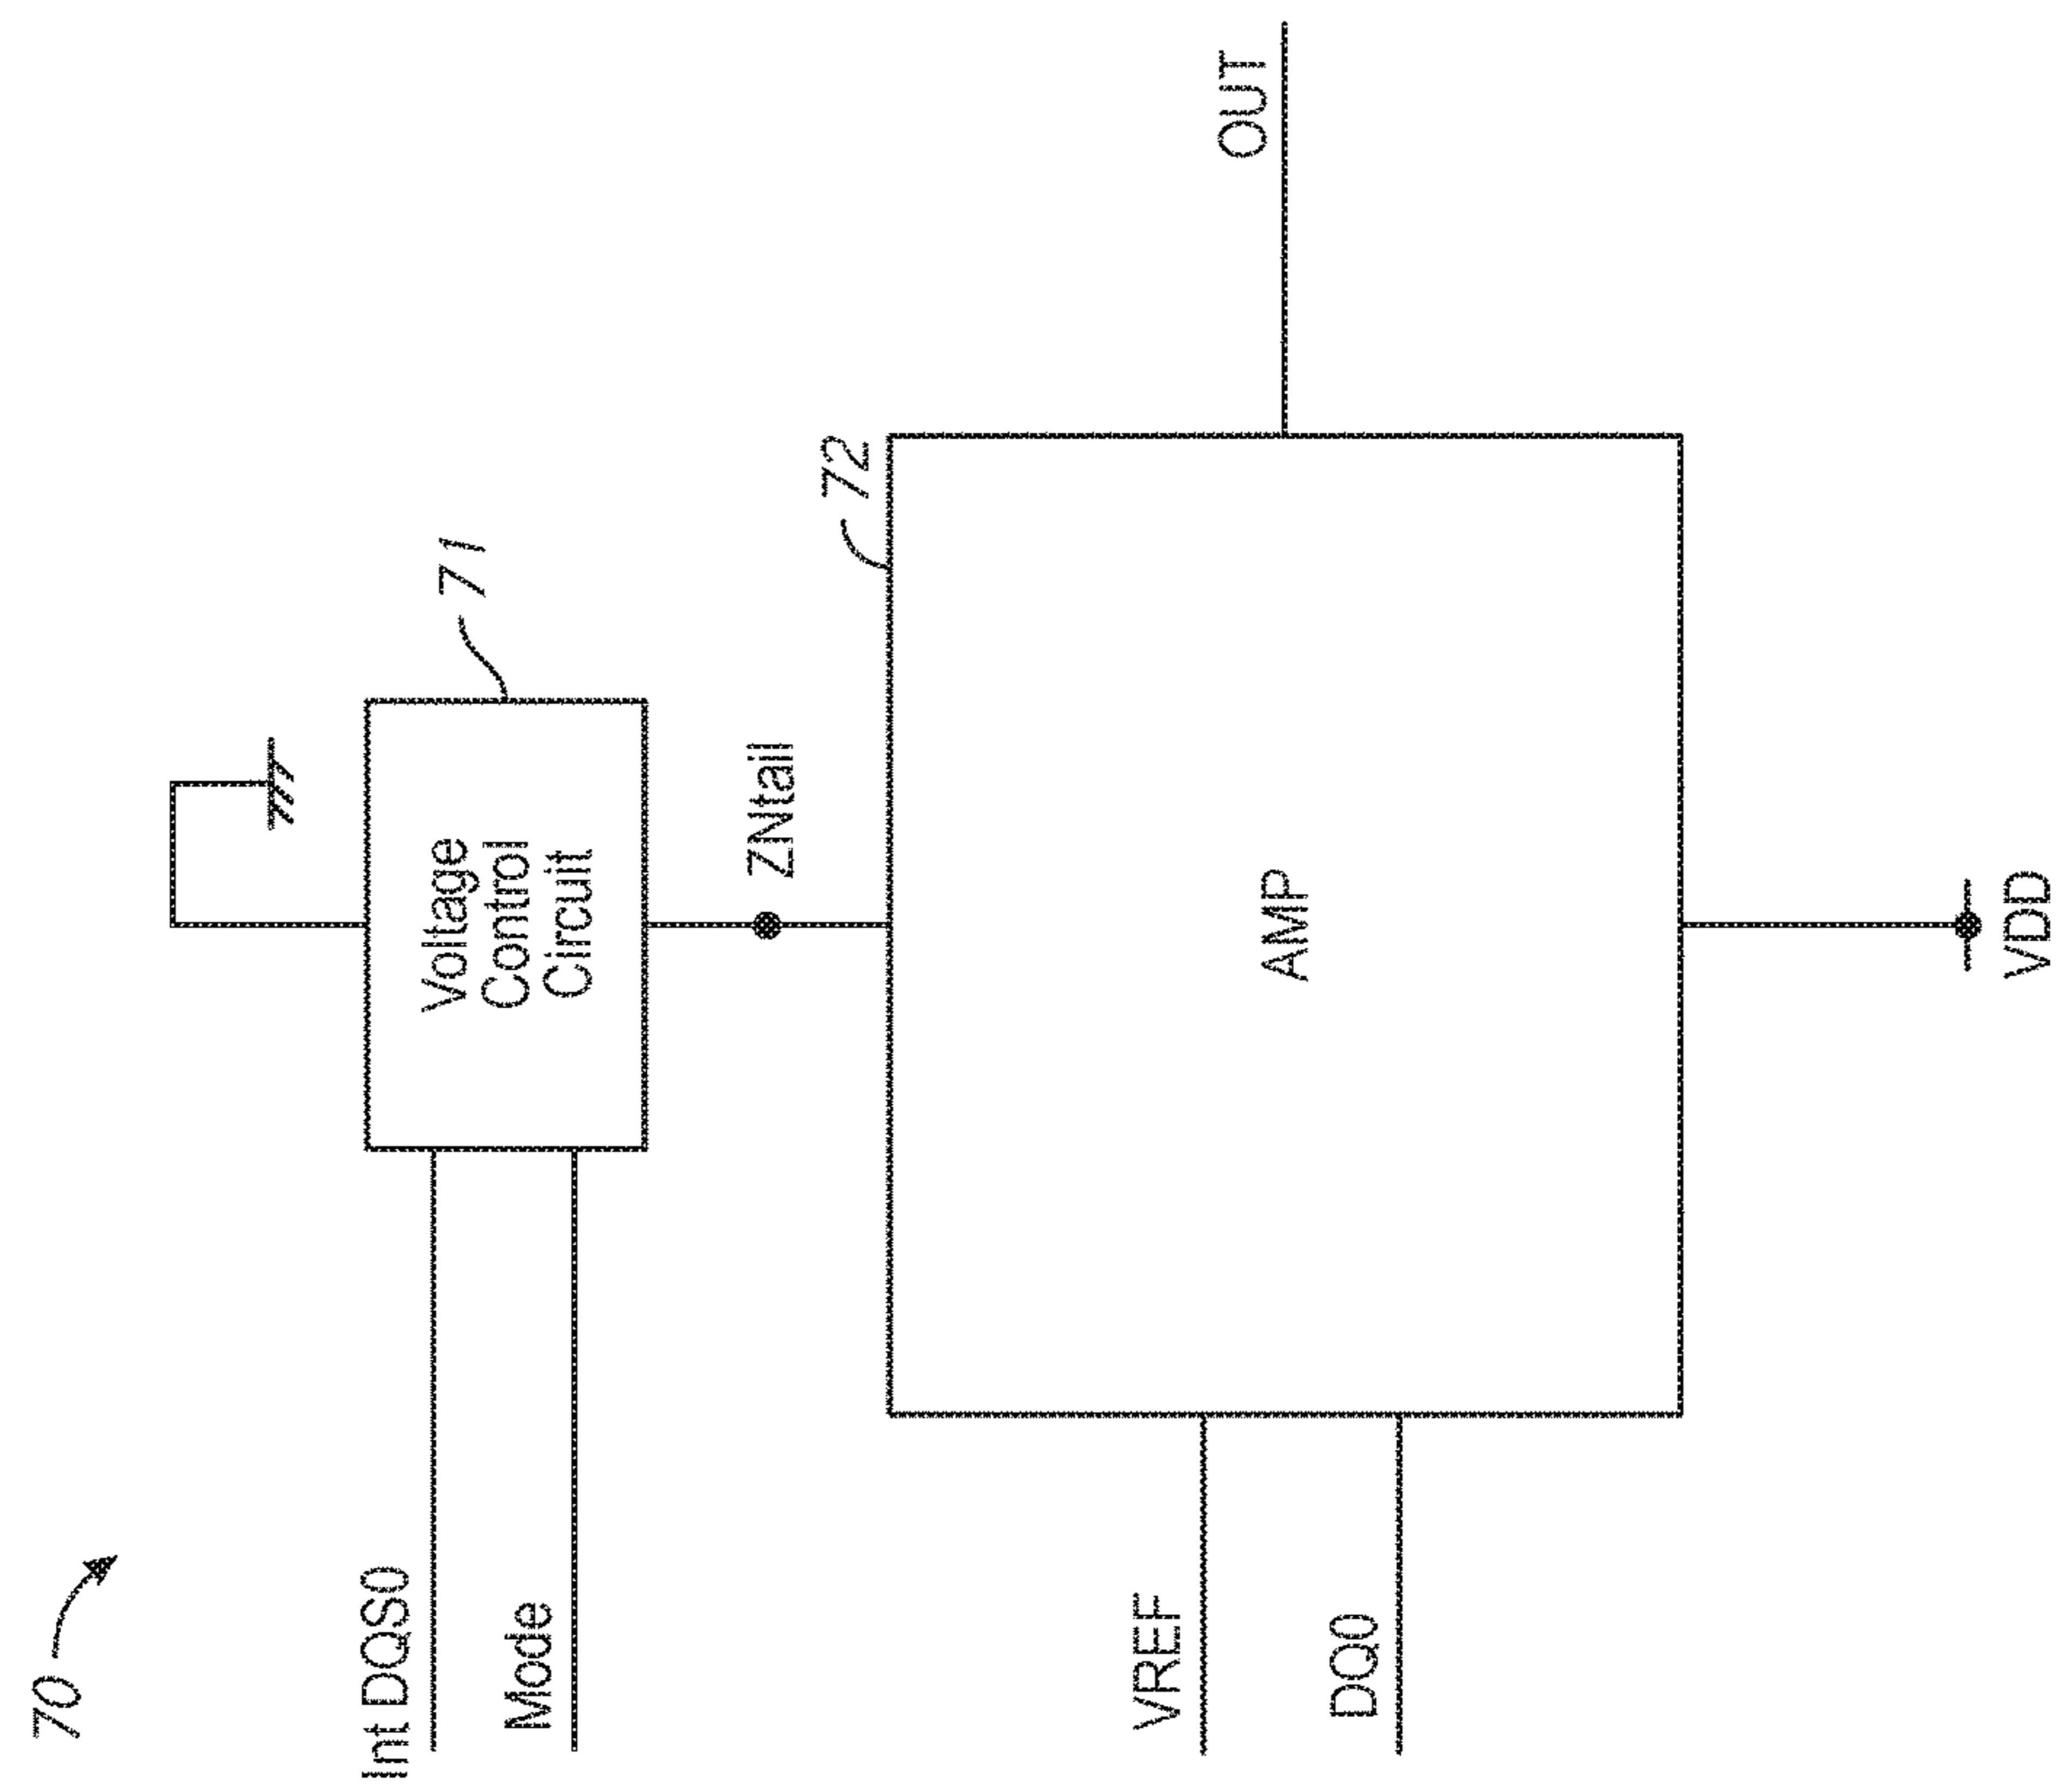 70
Int DQS0
Mode
Voltage
Control
Circuit
71
ZNtail
72
VREF
DQ0
AMP
OUT
VDD